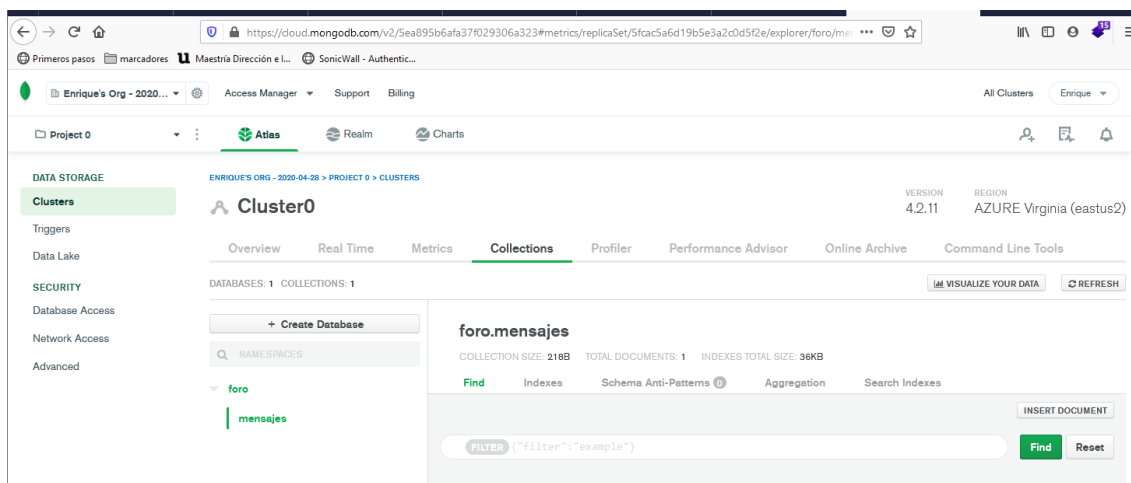 https://cloud.mongodb.com/v2/5ea895b6afa37f029306a323#metrics/replicaSet/5fcac5a6d19b5e3a2c0d5f2e/explorer/foro/me
15
Primeros pasos marcadores Maestría Dirección e I... SonicWall - Authentic...
Enrique's Org - 2020... Access Manager Support Billing All Clusters Enrique
Project 0 Atlas Realm Charts
DATA STORAGE
Clusters
Triggers
Data Lake
SECURITY
Database Access
Network Access
Advanced
ENRIQUE'S ORG - 2020-04-28 > PROJECT 0 > CLUSTERS
Cluster0
VERSION
4.2.11
REGION
AZURE Virginia (eastus2)
Overview Real Time Metrics Collections Profiler Performance Advisor Online Archive Command Line Tools
DATABASES: 1 COLLECTIONS: 1 VISUALIZE YOUR DATA REFRESH
+ Create Database
NAMESPACES
foro
mensajes
foro.mensajes
COLLECTION SIZE: 218B TOTAL DOCUMENTS: 1 INDEXES TOTAL SIZE: 36KB
Find Indexes Schema Anti-Patterns 0 Aggregation Search Indexes
INSERT DOCUMENT
FILTER {"filter":"example"} Find Reset